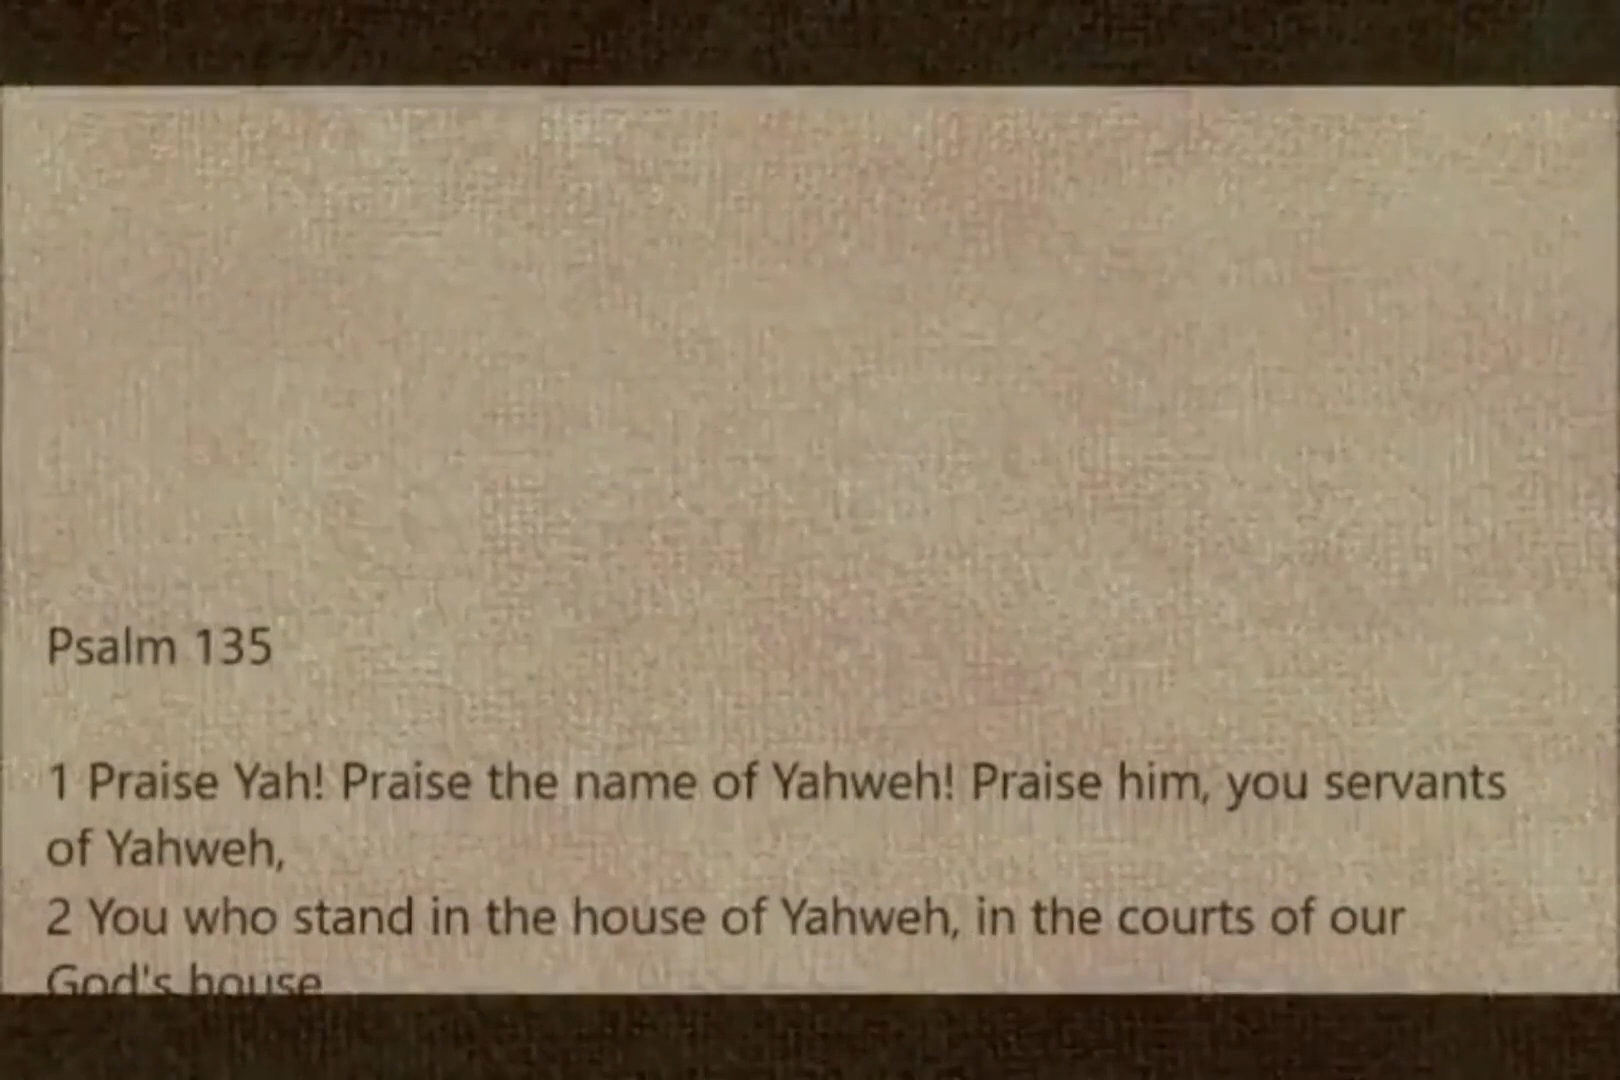 Psalm 135
1 Praise Yah! Praise the name of Yahweh! Praise him, you servants
of Yahweh,
2 You who stand in the house of Yahweh, in the courts of our
God's house